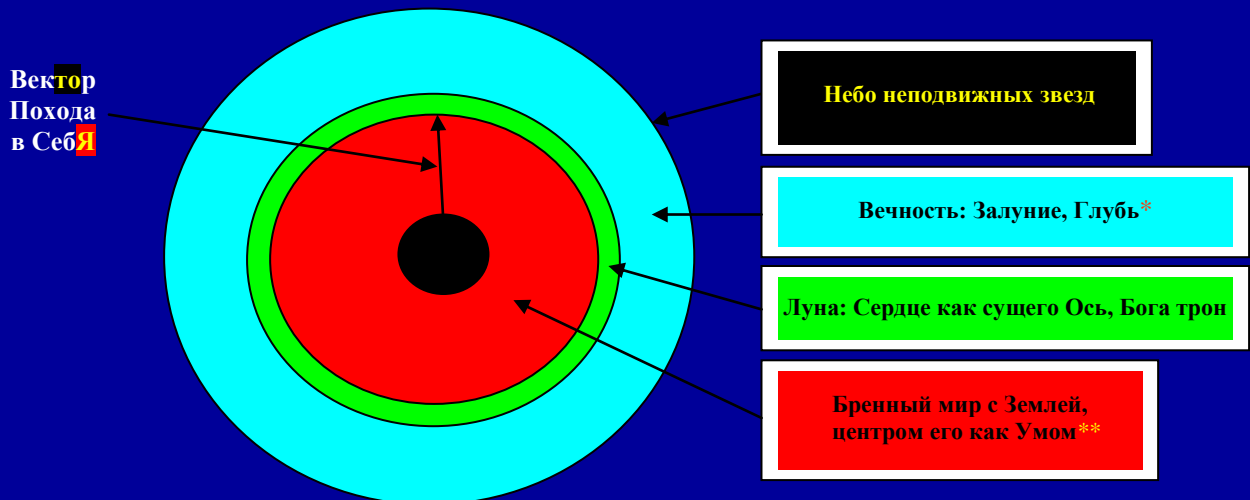 Вектор
Похода
в СебЯ
Небо неподвижных звезд
Вечность: Залуние, Глубь*
Луна: Сердце как сущего Ось, Бога трон
Бренный мир с Землей,
центром его как Умом**